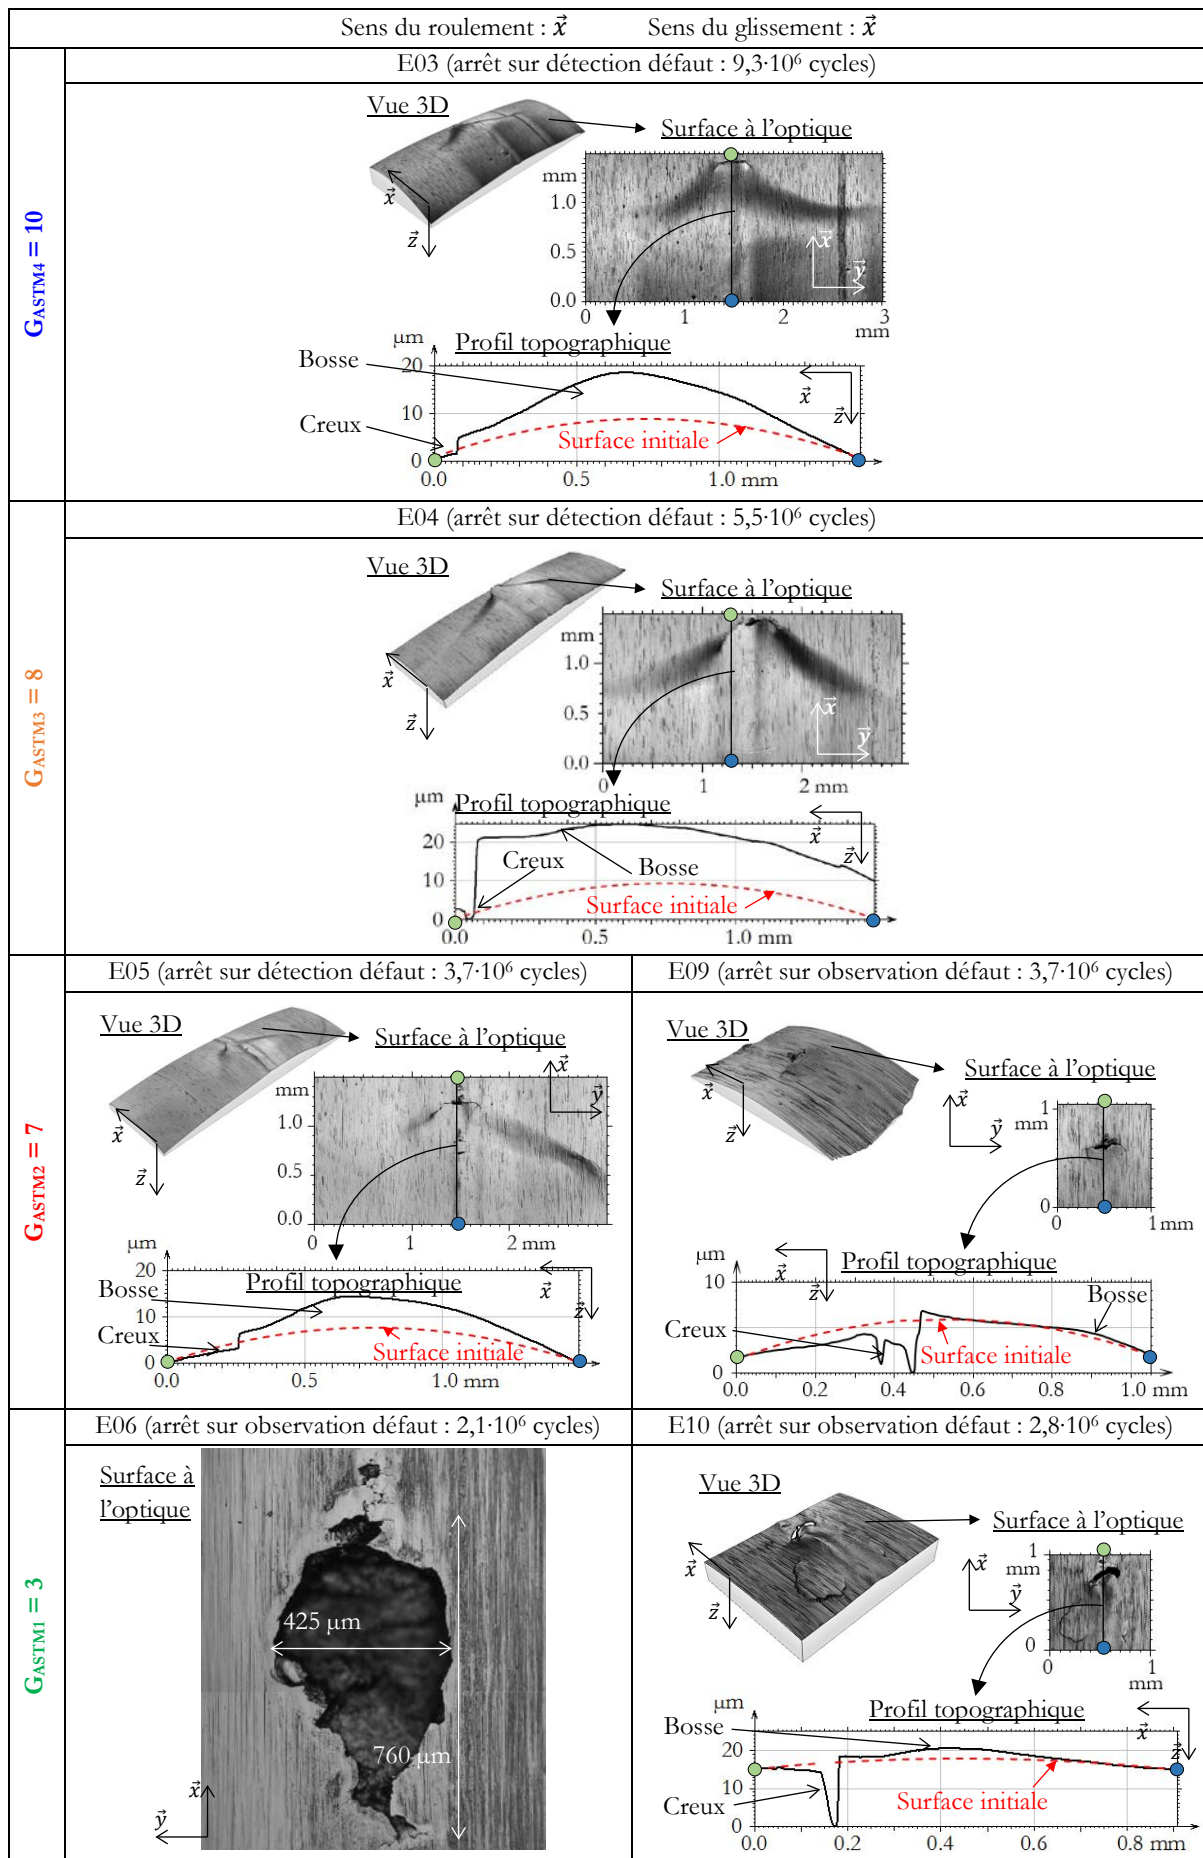 Sens du roulement : x⃗ Sens du glissement : x⃗
G_ASTM4 = 10
E03 (arrêt sur détection défaut : 9,3·10⁶ cycles)
Vue 3D
Surface à l'optique
x⃗
z⃗
mm
1.0
0.5
0.0
x⃗
y⃗
0 1 2 3
mm
µm
Profil topographique
Bosse
20
x⃗
z⃗
10
Creux
Surface initiale
0
0.0 0.5 1.0 mm
G_ASTM3 = 8
E04 (arrêt sur détection défaut : 5,5·10⁶ cycles)
Vue 3D
Surface à l'optique
x⃗
z⃗
mm
1.0
0.5
0.0
x⃗
y⃗
0 1 2 mm
µm
Profil topographique
20
x⃗
z⃗
Creux
Bosse
10
Surface initiale
0
0.0 0.5 1.0 mm
G_ASTM2 = 7
E05 (arrêt sur détection défaut : 3,7·10⁶ cycles)
Vue 3D
Surface à l'optique
x⃗
z⃗
mm
1.0
0.5
0.0
x⃗
y⃗
0 1 2 mm
µm
20
Profil topographique
x⃗
z⃗
Bosse
10
Creux
Surface initiale
0
0.0 0.5 1.0 mm
E09 (arrêt sur observation défaut : 3,7·10⁶ cycles)
Vue 3D
Surface à l'optique
x⃗
z⃗
x⃗
y⃗
1
mm
0
0 1
mm
µm
Profil topographique
x⃗
z⃗
10
Bosse
Creux
Surface initiale
0
0.0 0.2 0.4 0.6 0.8 1.0 mm
G_ASTM1 = 3
E06 (arrêt sur observation défaut : 2,1·10⁶ cycles)
Surface à
l'optique
425 µm
760 µm
x⃗
y⃗
E10 (arrêt sur observation défaut : 2,8·10⁶ cycles)
Vue 3D
Surface à l'optique
x⃗
z⃗
x⃗
y⃗
1
mm
0
0 1
mm
µm
Profil topographique
x⃗
z⃗
Bosse
20
10
Creux
Surface initiale
0
0.0 0.2 0.4 0.6 0.8 mm